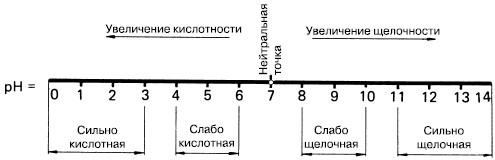 Увеличение кислотности
Нейтральная
точка
Увеличение щелочности
pH =
0 1 2 3 4 5 6 7 8 9 10 11 12 13 14
Сильно
кислотная
Слабо
кислотная
Слабо
щелочная
Сильно
щелочная